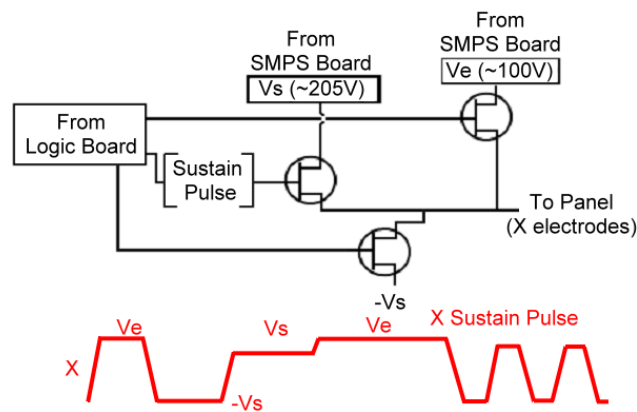 From
SMPS Board
Vs (~205V)
From
SMPS Board
Ve (~100V)
From
Logic Board
Sustain
Pulse
To Panel
(X electrodes)
-Vs
Ve
Vs
Ve
X Sustain Pulse
X
-Vs